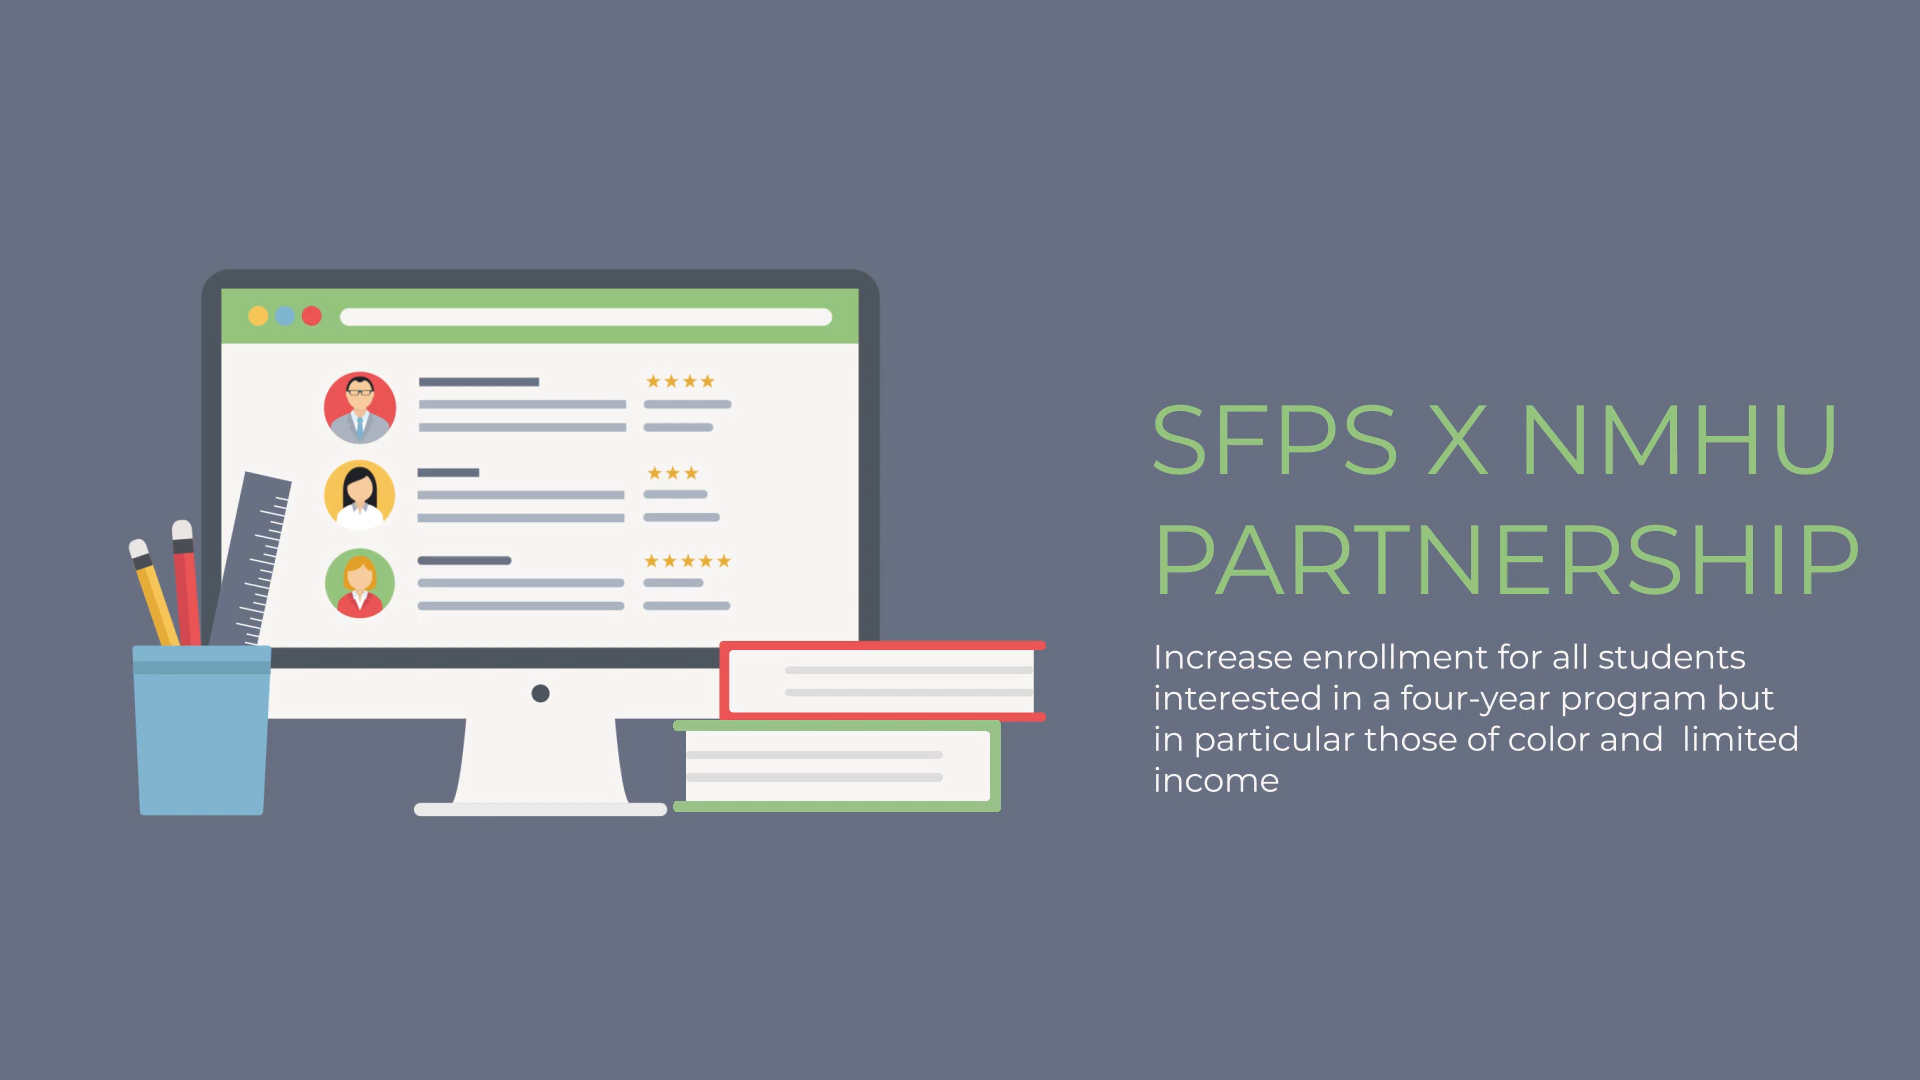 SFPS X NMHU
PARTNERSHIP
Increase enrollment for all students
interested in a four-year program but
in particular those of color and  limited
income